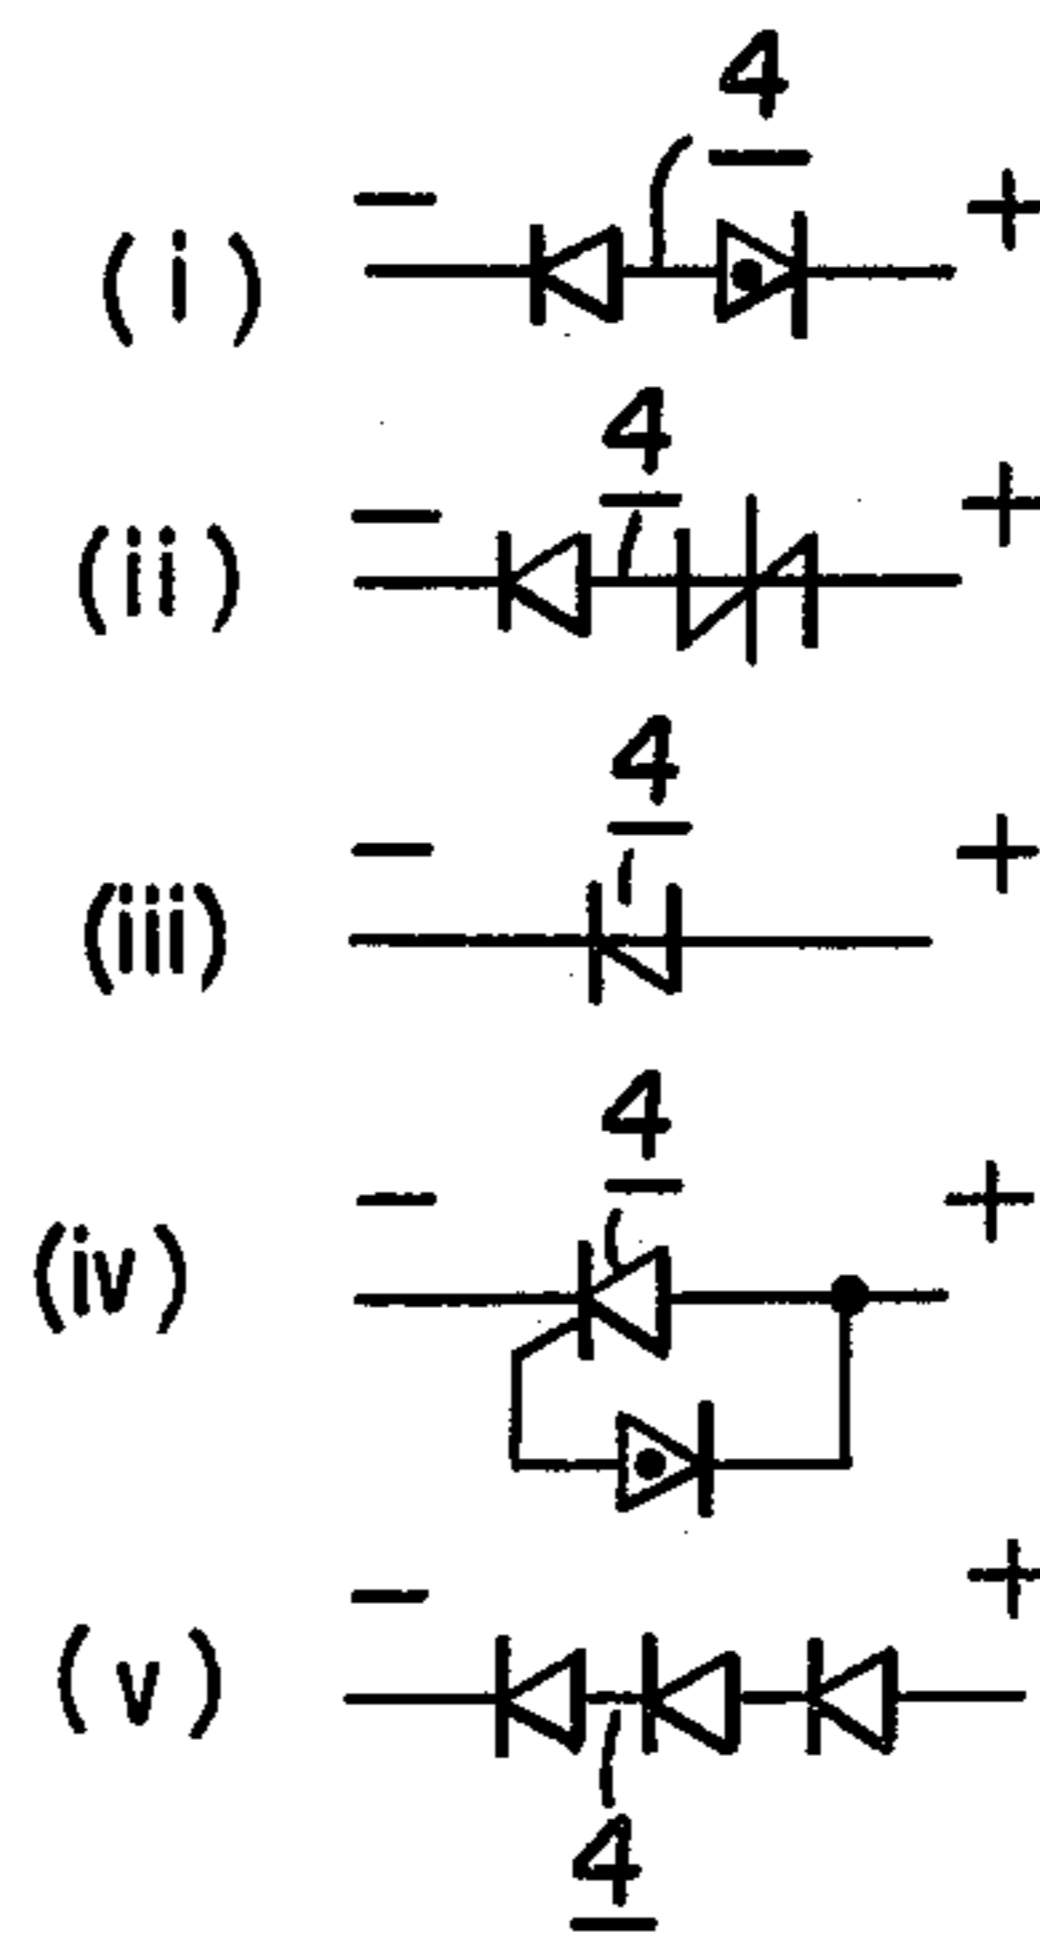 4
(i) − +
4
(ii) − +
4
(iii) − +
4
(iv) − +
(v) − +
4